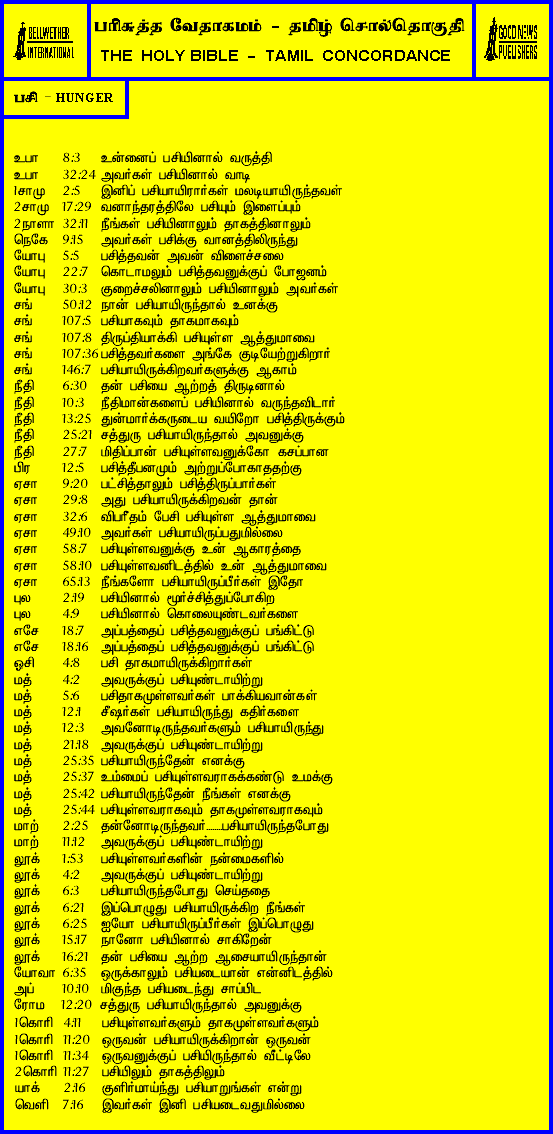 BELLWETHER
INTERNATIONAL
பரிசுத்த வேதாகமம் - தமிழ் சொல்தொகுதி
THE HOLY BIBLE - TAMIL CONCORDANCE
GOOD NEWS
PUBLISHERS
பசி - HUNGER
உபா 8:3 உன்னைப் பசியினால் வருத்தி
உபா 32:24 அவர்கள் பசியினால் வாடி
1சாமு 2:5 இனிப் பசியாயிரார்கள் மலடியாயிருந்தவள்
2சாமு 17:29 வனாந்தரத்திலே பசியும் இளைப்பும்
2நாளா 32:11 நீங்கள் பசியினாலும் தாகத்தினாலும்
நெகே 9:15 அவர்கள் பசிக்கு வானத்திலிருந்து
யோபு 5:5 பசித்தவன் அவன் விளைச்சலை
யோபு 22:7 கொடாமலும் பசித்தவனுக்குப் போஜனம்
யோபு 30:3 குறைச்சலினாலும் பசியினாலும் அவர்கள்
சங் 50:12 நான் பசியாயிருந்தால் உனக்கு
சங் 107:5 பசியாகவும் தாகமாகவும்
சங் 107:8 திருப்தியாக்கி பசியுள்ள ஆத்துமாவை
சங் 107:36 பசித்தவர்களை அங்கே குடியேற்றுகிறார்
சங் 146:7 பசியாயிருக்கிறவர்களுக்கு ஆகாம்
நீதி 6:30 தன் பசியை ஆற்றத் திருடினால்
நீதி 10:3 நீதிமான்களைப் பசியினால் வருந்தவிடார்
நீதி 13:25 துன்மார்க்கருடைய வயிறோ பசித்திருக்கும்
நீதி 25:21 சத்துரு பசியாயிருந்தால் அவனுக்கு
நீதி 27:7 மிதிப்பான் பசியுள்ளவனுக்கோ கசப்பான
பிர 12:5 பசித்தீபனமும் அற்றுப்போகாததற்கு
ஏசா 9:20 பட்சித்தாலும் பசித்திருப்பார்கள்
ஏசா 29:8 அது பசியாயிருக்கிறவன் தான்
ஏசா 32:6 விபரீதம் பேசி பசியுள்ள ஆத்துமாவை
ஏசா 49:10 அவர்கள் பசியாயிருப்பதுமில்லை
ஏசா 58:7 பசியுள்ளவனுக்கு உன் ஆகாரத்தை
ஏசா 58:10 பசியுள்ளவனிடத்தில் உன் ஆத்துமாவை
ஏசா 65:13 நீங்களோ பசியாயிருப்பீர்கள் இதோ
புல 2:19 பசியினால் மூர்ச்சித்துப்போகிற
புல 4:9 பசியினால் கொலையுண்டவர்களை
எசே 18:7 அப்பத்தைப் பசித்தவனுக்குப் பங்கிட்டு
எசே 18:16 அப்பத்தைப் பசித்தவனுக்குப் பங்கிட்டு
ஓசி 4:8 பசி தாகமாயிருக்கிறார்கள்
மத் 4:2 அவருக்குப் பசியுண்டாயிற்று
மத் 5:6 பசிதாகமுள்ளவர்கள் பாக்கியவான்கள்
மத் 12:1 சீஷர்கள் பசியாயிருந்து கதிர்களை
மத் 12:3 அவனோடிருந்தவர்களும் பசியாயிருந்து
மத் 21:18 அவருக்குப் பசியுண்டாயிற்று
மத் 25:35 பசியாயிருந்தேன் எனக்கு
மத் 25:37 உம்மைப் பசியுள்ளவராகக்கண்டு உமக்கு
மத் 25:42 பசியாயிருந்தேன் நீங்கள் எனக்கு
மத் 25:44 பசியுள்ளவராகவும் தாகமுள்ளவராகவும்
மாற் 2:25 தன்னோடிருந்தவர்.......பசியாயிருந்தபோது
மாற் 11:12 அவருக்குப் பசியுண்டாயிற்று
லூக் 1:53 பசியுள்ளவர்களின் நன்மைகளில்
லூக் 4:2 அவருக்குப் பசியுண்டாயிற்று
லூக் 6:3 பசியாயிருந்தபோது செய்ததை
லூக் 6:21 இப்பொழுது பசியாயிருக்கிற நீங்கள்
லூக் 6:25 ஐயோ பசியாயிருப்பீர்கள் இப்பொழுது
லூக் 15:17 நானோ பசியினால் சாகிறேன்
லூக் 16:21 தன் பசியை ஆற்ற ஆசையாயிருந்தான்
யோவா 6:35 ஒருக்காலும் பசியடையான் என்னிடத்தில்
அப் 10:10 மிகுந்த பசியடைந்து சாப்பிட
ரோம 12:20 சத்துரு பசியாயிருந்தால் அவனுக்கு
1கொரி 4:11 பசியுள்ளவர்களும் தாகமுள்ளவர்களும்
1கொரி 11:20 ஒருவன் பசியாயிருக்கிறான் ஒருவன்
1கொரி 11:34 ஒருவனுக்குப் பசியிருந்தால் வீட்டிலே
2கொரி 11:27 பசியிலும் தாகத்திலும்
யாக் 2:16 குளிர்மாய்ந்து பசியாறுங்கள் என்று
வெளி 7:16 இவர்கள் இனி பசியடைவதுமில்லை